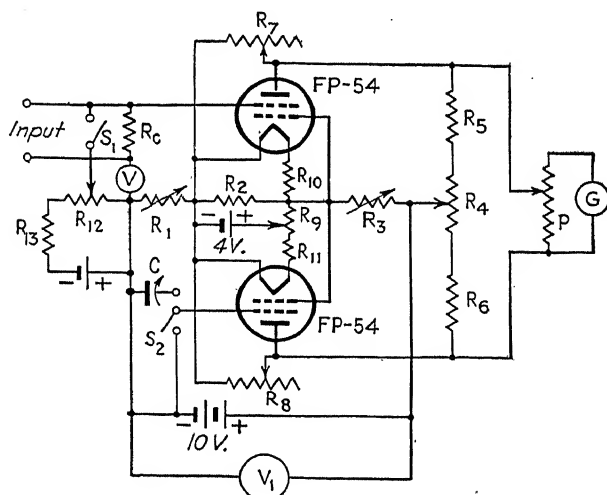 R7
FP-54
Input
S1
Rc
R5
V
R10
R2
R9
R3
R4
P
G
R12
R1
R13
- +
4V.
R11
- +
C
S2
FP-54
R6
R8
- +
10V.
V1